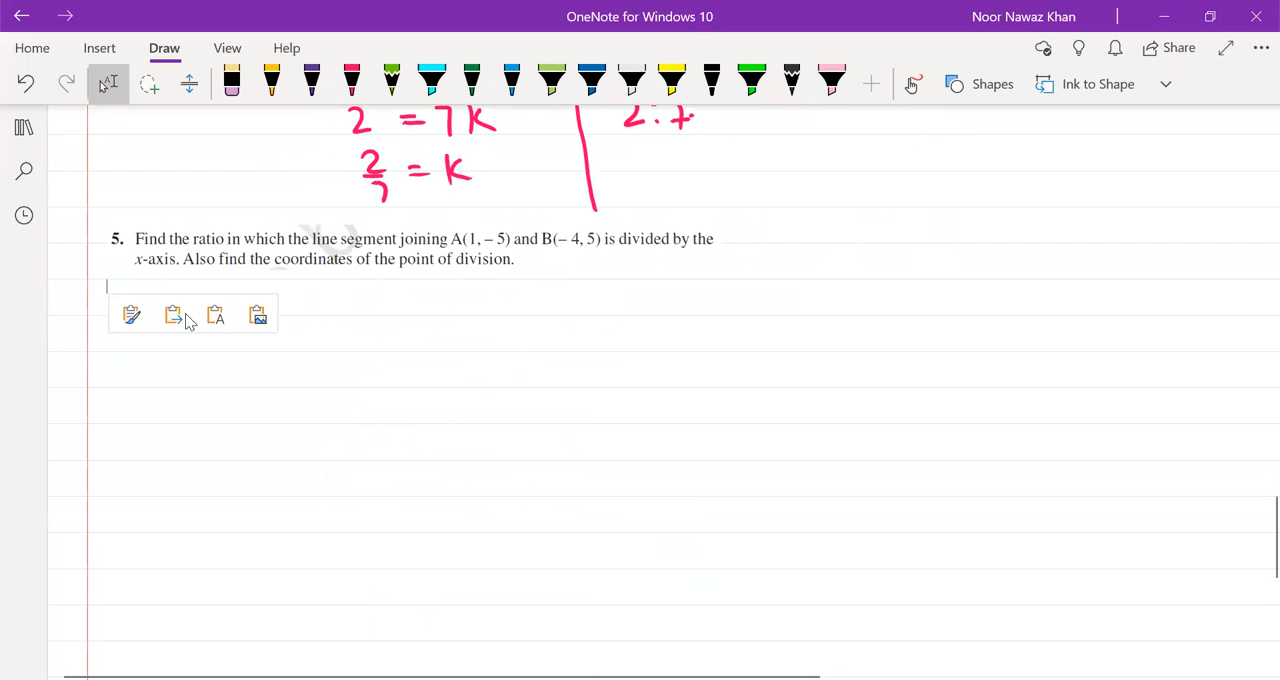 OneNote for Windows 10
Noor Nawaz Khan
Home Insert Draw View Help
Share
Shapes
Ink to Shape
2 = 7K
2:7
2/7 = K
5. Find the ratio in which the line segment joining A(1, – 5) and B(– 4, 5) is divided by the
x-axis. Also find the coordinates of the point of division.